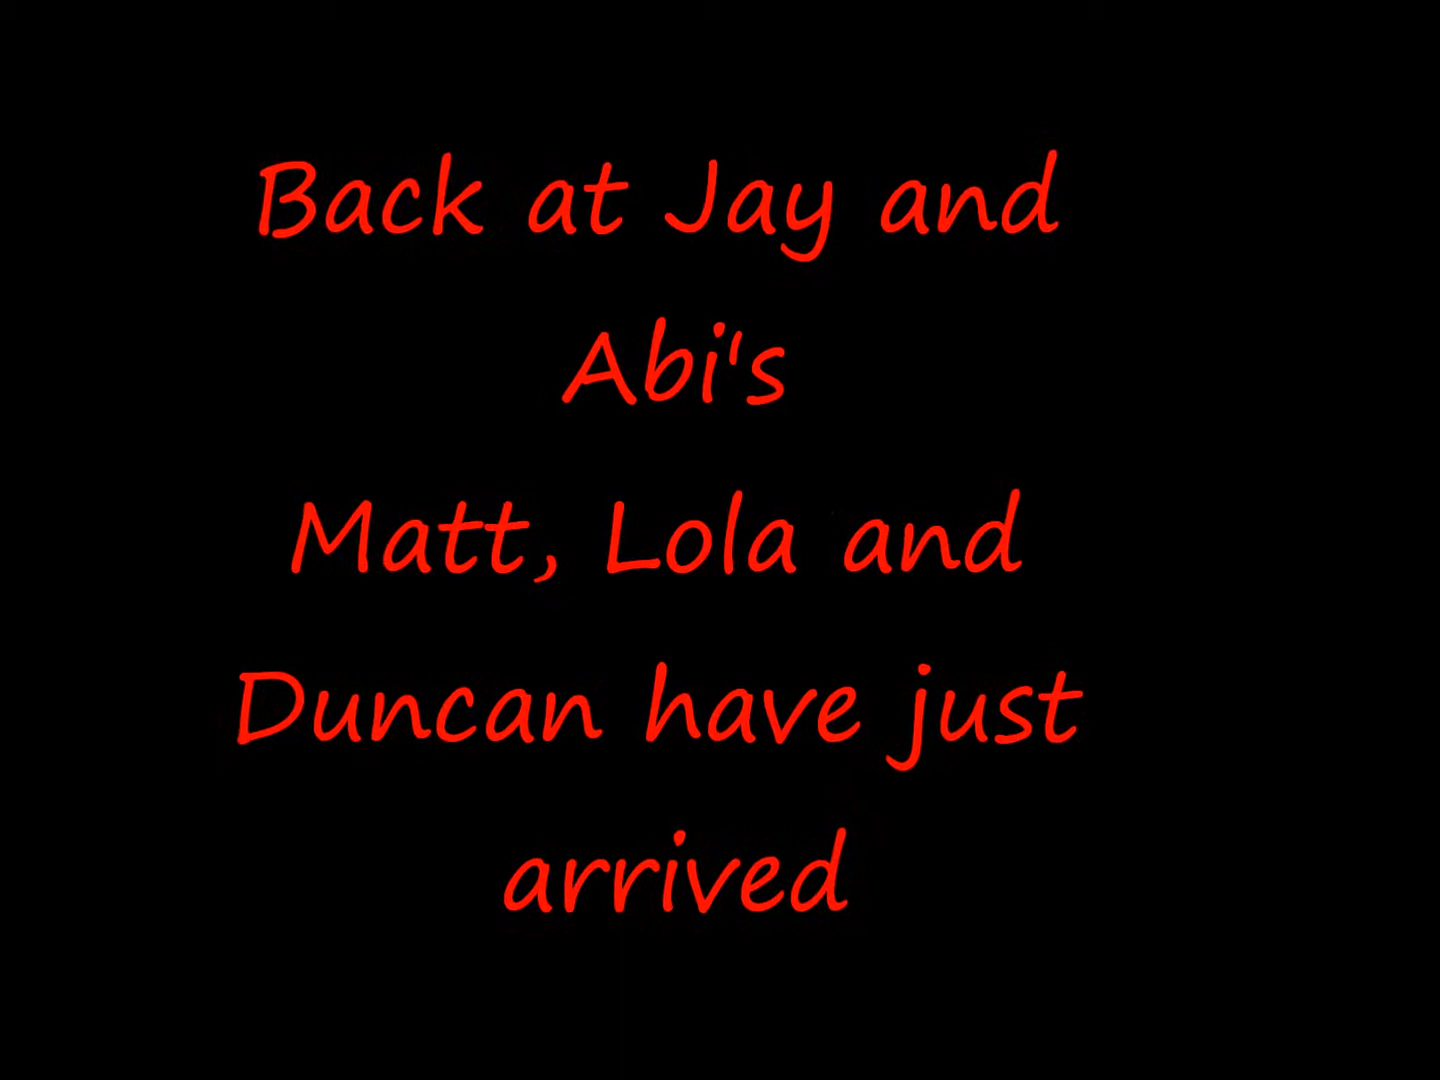 Back at Jay and
Abi's
Matt, Lola and
Duncan have just
arrived